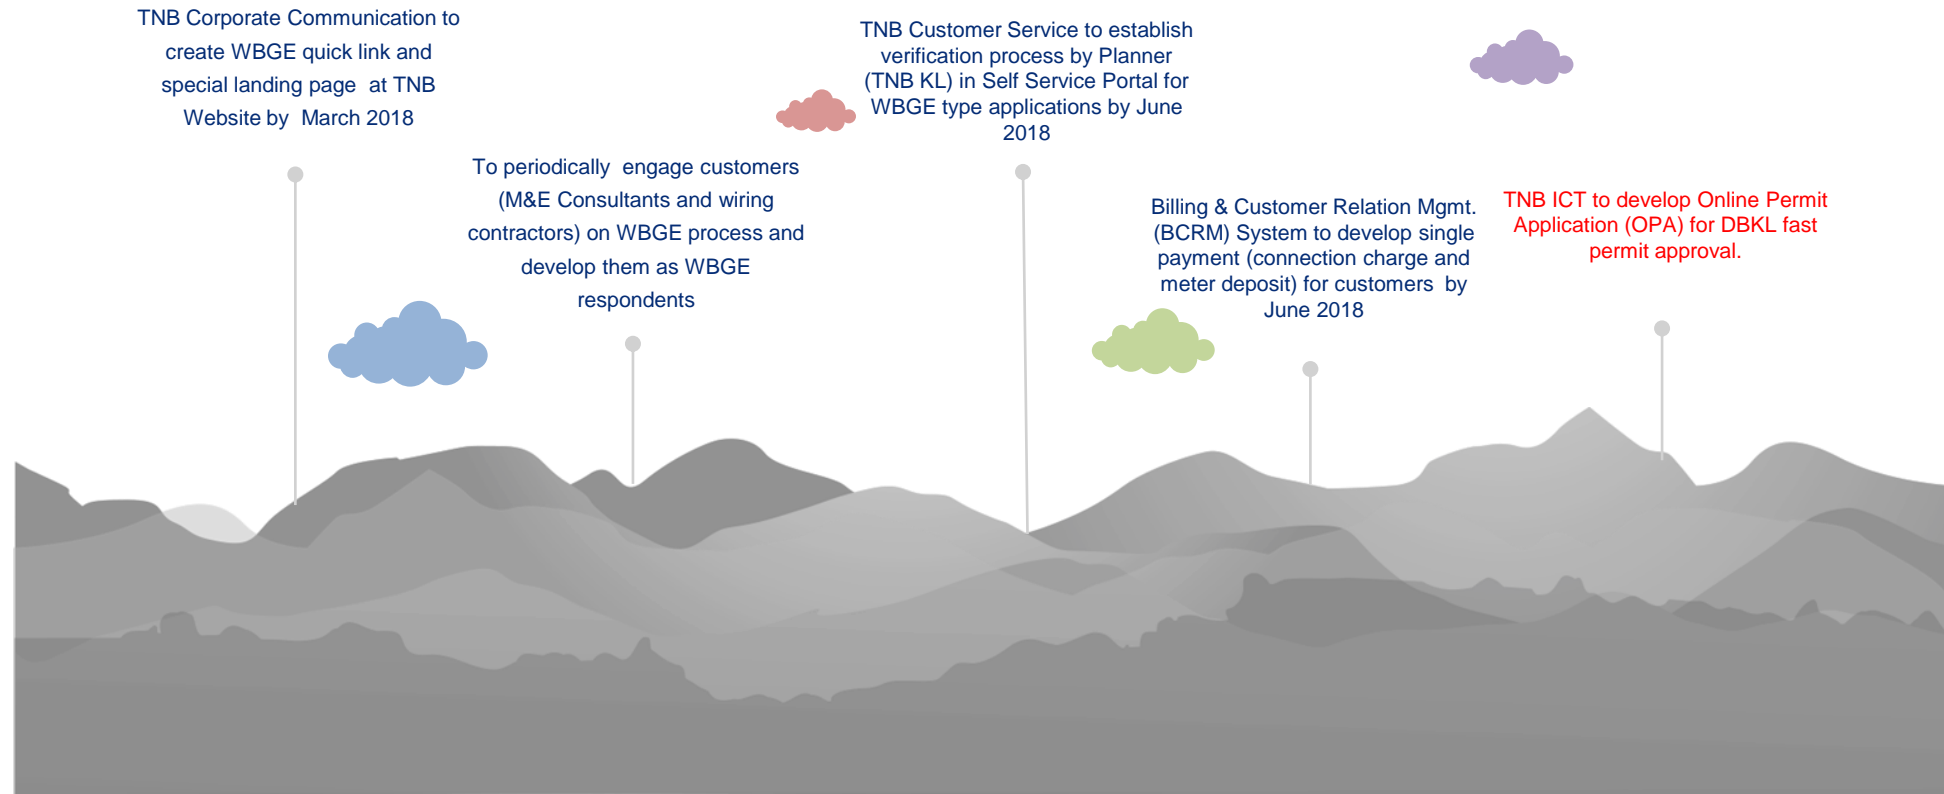 TNB Corporate Communication to
create WBGE quick link and
special landing page at TNB
Website by March 2018
To periodically engage customers
(M&E Consultants and wiring
contractors) on WBGE process and
develop them as WBGE
respondents
TNB Customer Service to establish
verification process by Planner
(TNB KL) in Self Service Portal for
WBGE type applications by June
2018
Billing & Customer Relation Mgmt.
(BCRM) System to develop single
payment (connection charge and
meter deposit) for customers by
June 2018
TNB ICT to develop Online Permit
Application (OPA) for DBKL fast
permit approval.